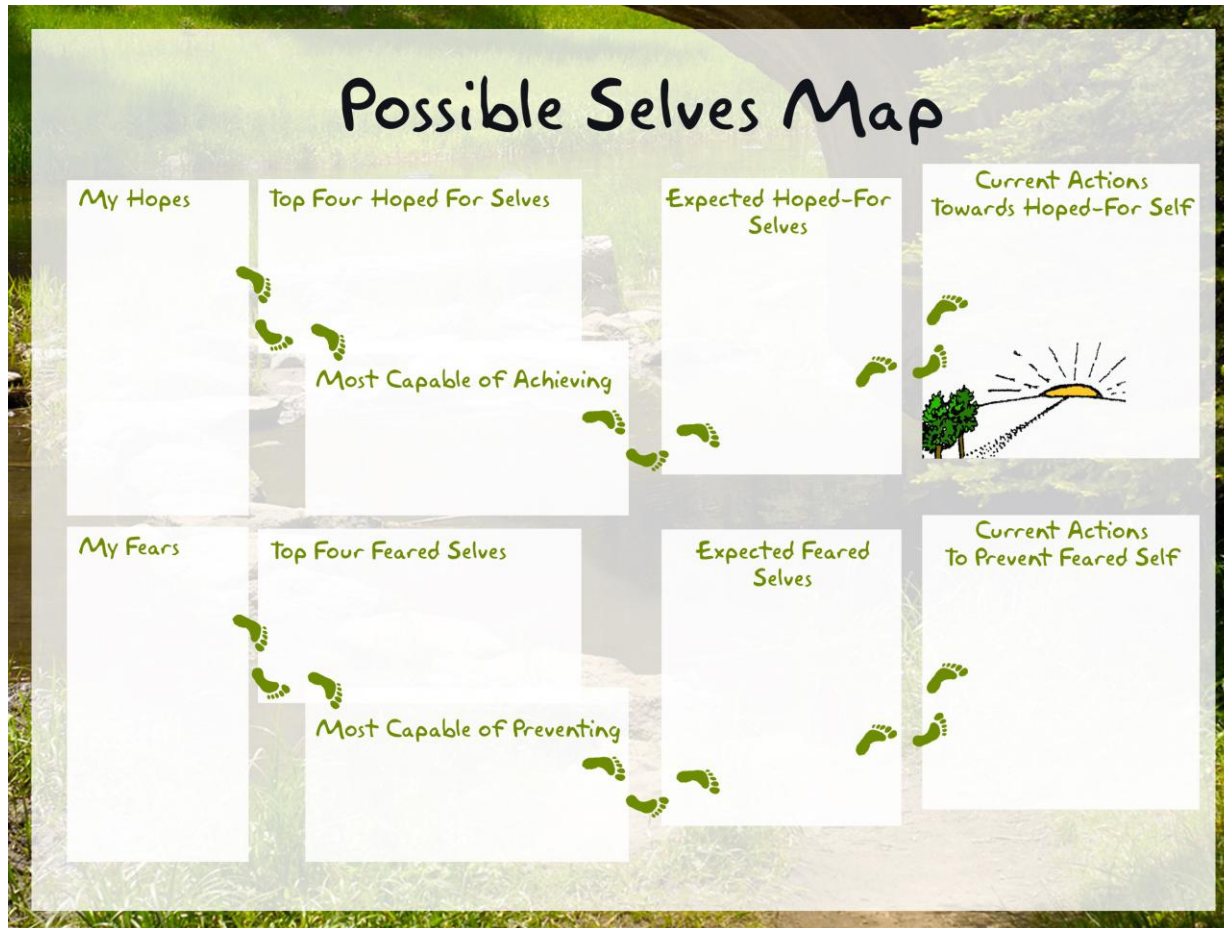 Possible Selves Map
My Hopes
Top Four Hoped For Selves
Most Capable of Achieving
Expected Hoped-For
Selves
Current Actions
Towards Hoped-For Self
My Fears
Top Four Feared Selves
Most Capable of Preventing
Expected Feared
Selves
Current Actions
To Prevent Feared Self